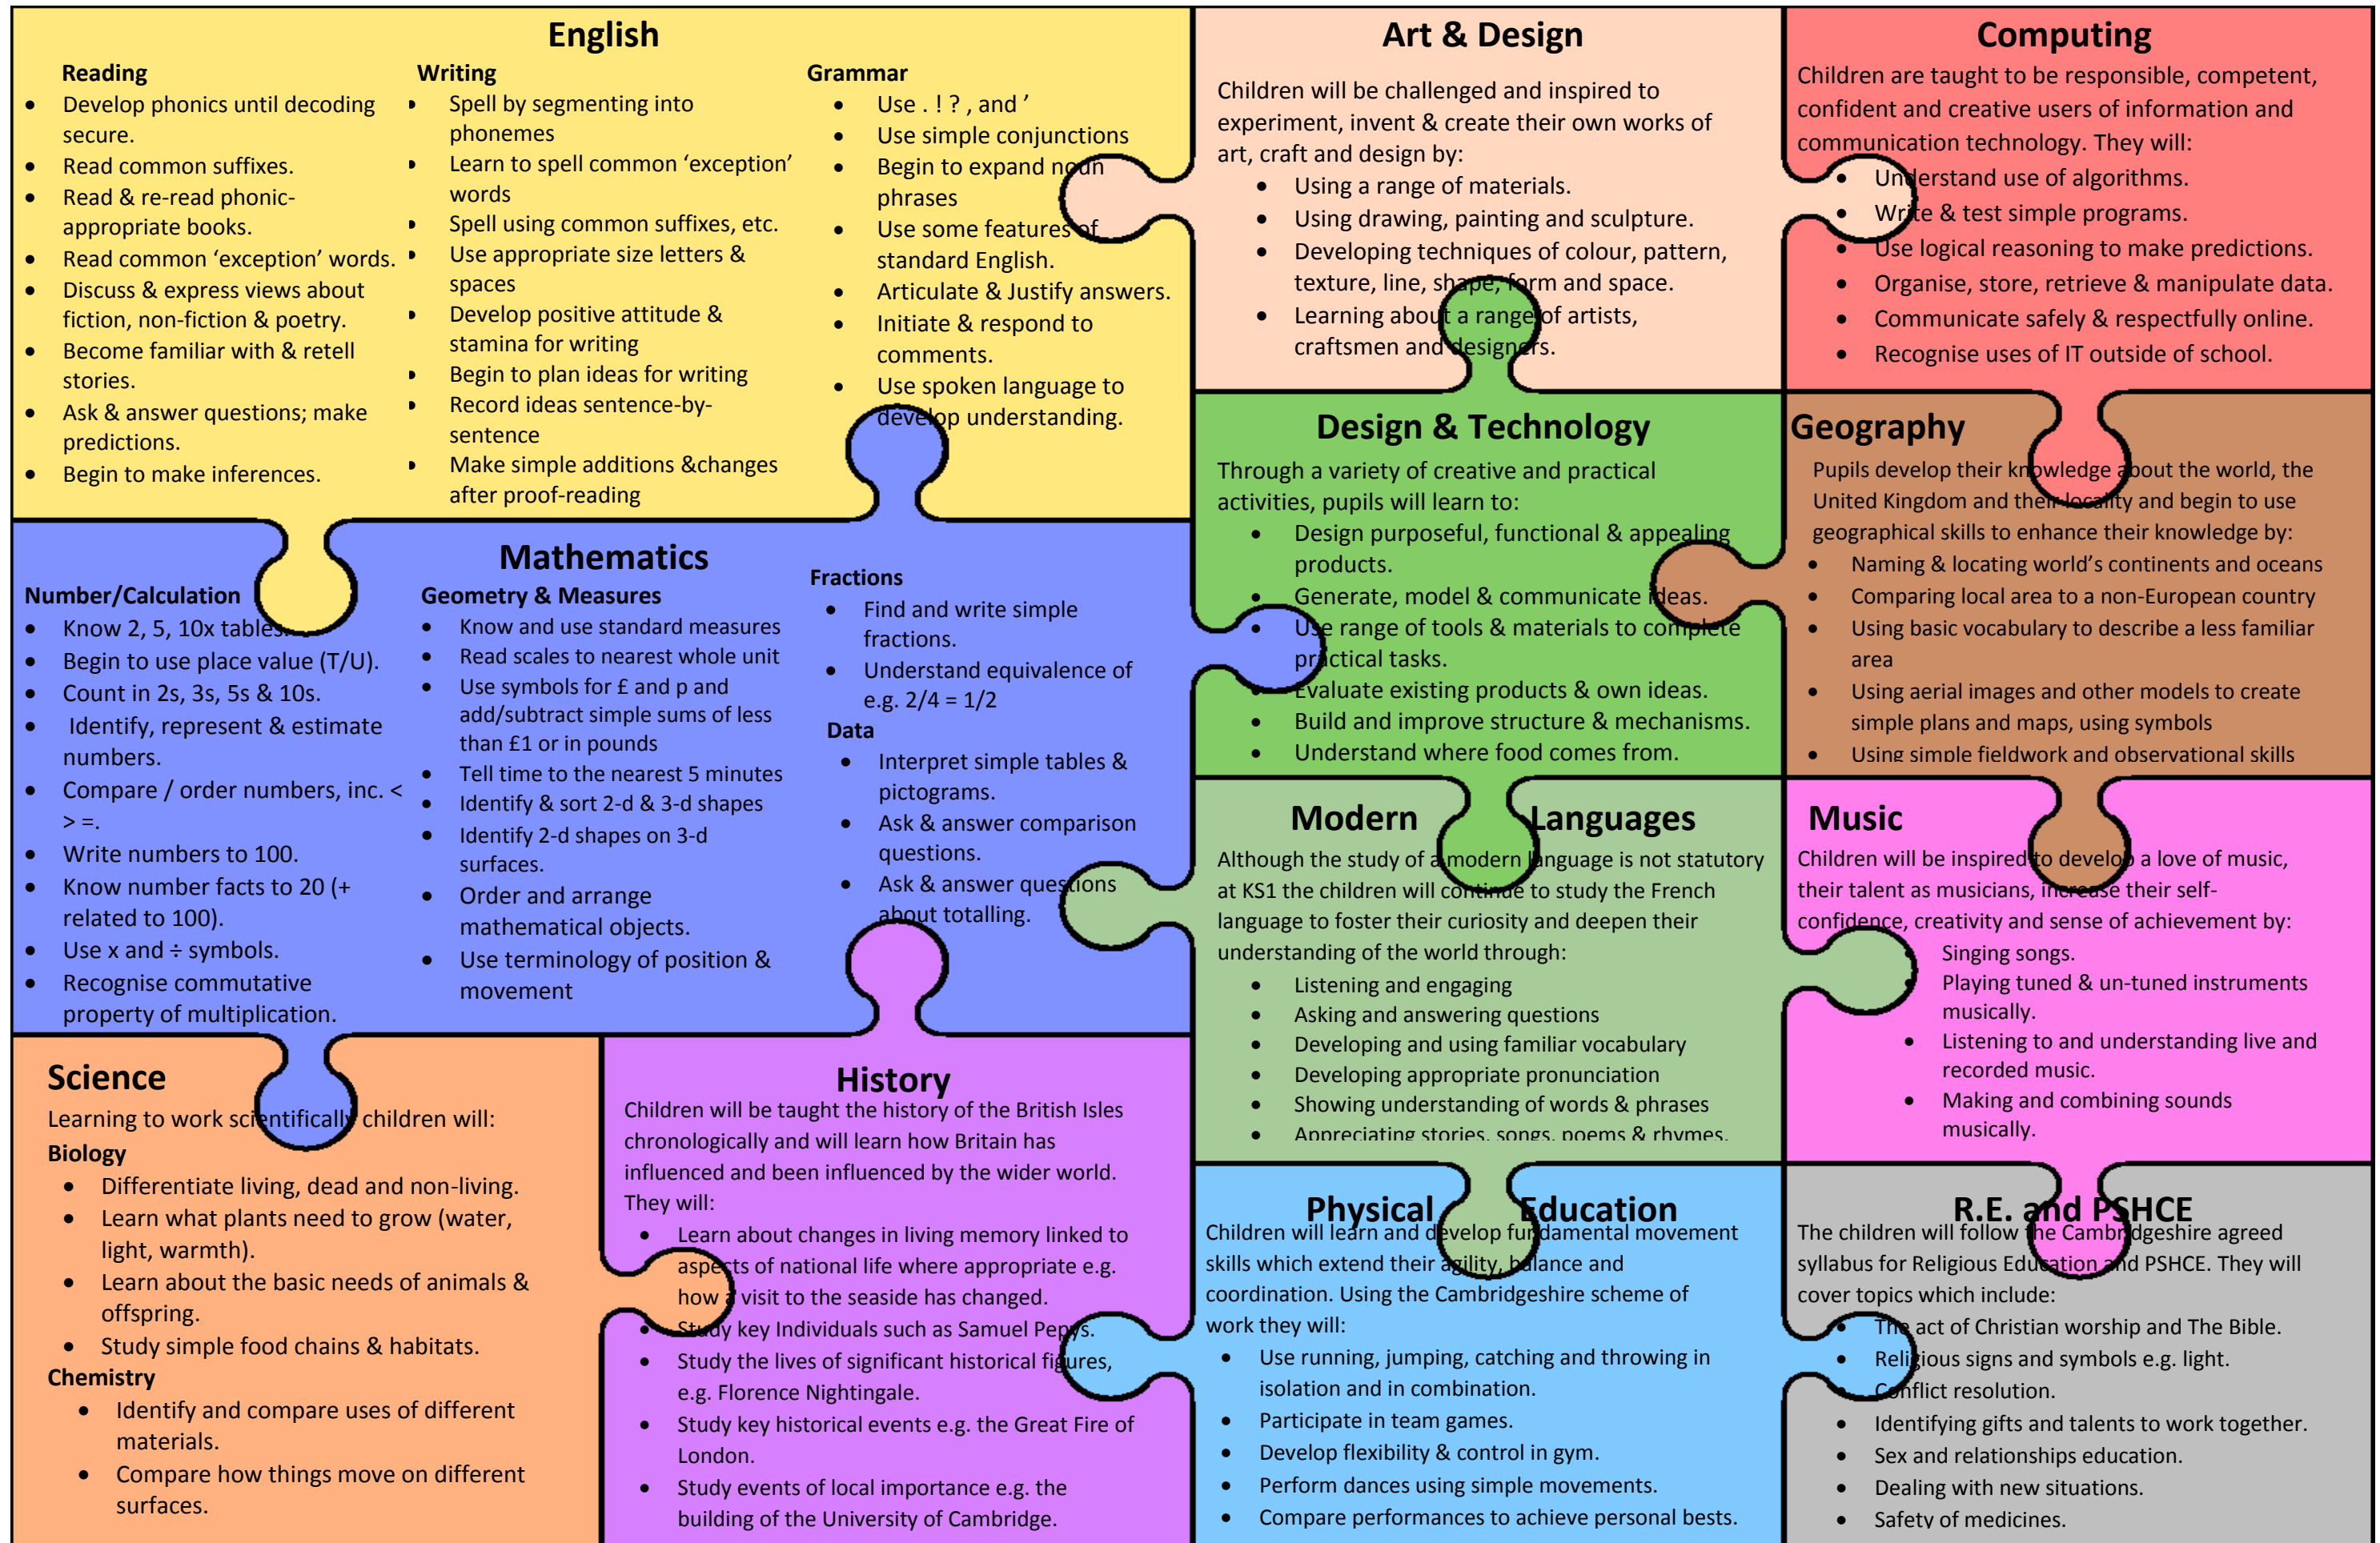 English
Reading
• Develop phonics until decoding
secure.
• Read common suffixes.
• Read & re-read phonic-
appropriate books.
• Read common ‘exception’ words.
• Discuss & express views about
fiction, non-fiction & poetry.
• Become familiar with & retell
stories.
• Ask & answer questions; make
predictions.
• Begin to make inferences.
Writing
• Spell by segmenting into
phonemes
• Learn to spell common ‘exception’
words
• Spell using common suffixes, etc.
• Use appropriate size letters &
spaces
• Develop positive attitude &
stamina for writing
• Begin to plan ideas for writing
• Record ideas sentence-by-
sentence
• Make simple additions &changes
after proof-reading
Grammar
• Use . ! ? , and ’
• Use simple conjunctions
• Begin to expand noun
phrases
• Use some features of
standard English.
• Articulate & Justify answers.
• Initiate & respond to
comments.
• Use spoken language to
develop understanding.
Art & Design
Children will be challenged and inspired to
experiment, invent & create their own works of
art, craft and design by:
• Using a range of materials.
• Using drawing, painting and sculpture.
• Developing techniques of colour, pattern,
texture, line, shape, form and space.
• Learning about a range of artists,
craftsmen and designers.
Computing
Children are taught to be responsible, competent,
confident and creative users of information and
communication technology. They will:
• Understand use of algorithms.
• Write & test simple programs.
• Use logical reasoning to make predictions.
• Organise, store, retrieve & manipulate data.
• Communicate safely & respectfully online.
• Recognise uses of IT outside of school.
Design & Technology
Through a variety of creative and practical
activities, pupils will learn to:
• Design purposeful, functional & appealing
products.
• Generate, model & communicate ideas.
• Use range of tools & materials to complete
practical tasks.
• Evaluate existing products & own ideas.
• Build and improve structure & mechanisms.
• Understand where food comes from.
Geography
Pupils develop their knowledge about the world, the
United Kingdom and their locality and begin to use
geographical skills to enhance their knowledge by:
• Naming & locating world’s continents and oceans
• Comparing local area to a non-European country
• Using basic vocabulary to describe a less familiar
area
• Using aerial images and other models to create
simple plans and maps, using symbols
• Using simple fieldwork and observational skills
Mathematics
Number/Calculation
• Know 2, 5, 10x tables.
• Begin to use place value (T/U).
• Count in 2s, 3s, 5s & 10s.
• Identify, represent & estimate
numbers.
• Compare / order numbers, inc. <
> =.
• Write numbers to 100.
• Know number facts to 20 (+
related to 100).
• Use x and ÷ symbols.
• Recognise commutative
property of multiplication.
Geometry & Measures
• Know and use standard measures
• Read scales to nearest whole unit
• Use symbols for £ and p and
add/subtract simple sums of less
than £1 or in pounds
• Tell time to the nearest 5 minutes
• Identify & sort 2-d & 3-d shapes
• Identify 2-d shapes on 3-d
surfaces.
• Order and arrange
mathematical objects.
• Use terminology of position &
movement
Fractions
• Find and write simple
fractions.
• Understand equivalence of
e.g. 2/4 = 1/2
Data
• Interpret simple tables &
pictograms.
• Ask & answer comparison
questions.
• Ask & answer questions
about totalling.
Modern Languages
Although the study of a modern language is not statutory
at KS1 the children will continue to study the French
language to foster their curiosity and deepen their
understanding of the world through:
• Listening and engaging
• Asking and answering questions
• Developing and using familiar vocabulary
• Developing appropriate pronunciation
• Showing understanding of words & phrases
• Appreciating stories, songs, poems & rhymes.
Music
Children will be inspired to develop a love of music,
their talent as musicians, increase their self-
confidence, creativity and sense of achievement by:
• Singing songs.
• Playing tuned & un-tuned instruments
musically.
• Listening to and understanding live and
recorded music.
• Making and combining sounds
musically.
Science
Learning to work scientifically children will:
Biology
• Differentiate living, dead and non-living.
• Learn what plants need to grow (water,
light, warmth).
• Learn about the basic needs of animals &
offspring.
• Study simple food chains & habitats.
Chemistry
• Identify and compare uses of different
materials.
• Compare how things move on different
surfaces.
History
Children will be taught the history of the British Isles
chronologically and will learn how Britain has
influenced and been influenced by the wider world.
They will:
• Learn about changes in living memory linked to
aspects of national life where appropriate e.g.
how a visit to the seaside has changed.
• Study key Individuals such as Samuel Pepys.
• Study the lives of significant historical figures,
e.g. Florence Nightingale.
• Study key historical events e.g. the Great Fire of
London.
• Study events of local importance e.g. the
building of the University of Cambridge.
Physical Education
Children will learn and develop fundamental movement
skills which extend their agility, balance and
coordination. Using the Cambridgeshire scheme of
work they will:
• Use running, jumping, catching and throwing in
isolation and in combination.
• Participate in team games.
• Develop flexibility & control in gym.
• Perform dances using simple movements.
• Compare performances to achieve personal bests.
R.E. and PSHCE
The children will follow the Cambridgeshire agreed
syllabus for Religious Education and PSHCE. They will
cover topics which include:
• The act of Christian worship and The Bible.
• Religious signs and symbols e.g. light.
• Conflict resolution.
• Identifying gifts and talents to work together.
• Sex and relationships education.
• Dealing with new situations.
• Safety of medicines.